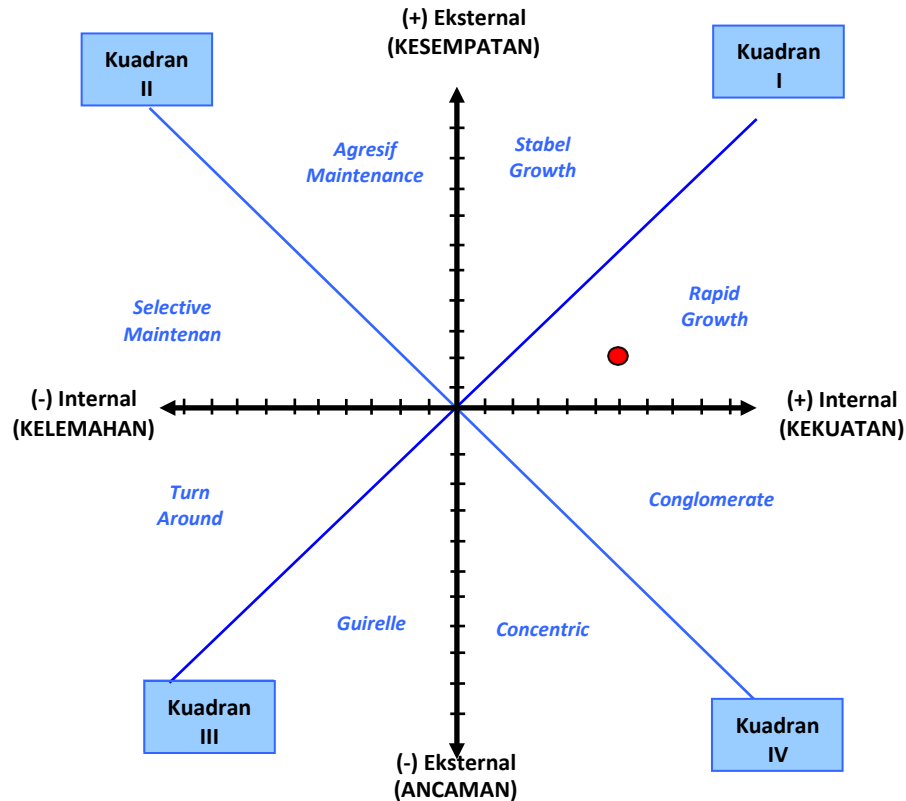 (+) Eksternal
(KESEMPATAN)
Kuadran
II
Kuadran
I
Agresif
Maintenance
Stabel
Growth
Selective
Maintenan
Rapid
Growth
(-) Internal
(KELEMAHAN)
(+) Internal
(KEKUATAN)
Turn
Around
Conglomerate
Guirelle
Concentric
Kuadran
III
Kuadran
IV
(-) Eksternal
(ANCAMAN)